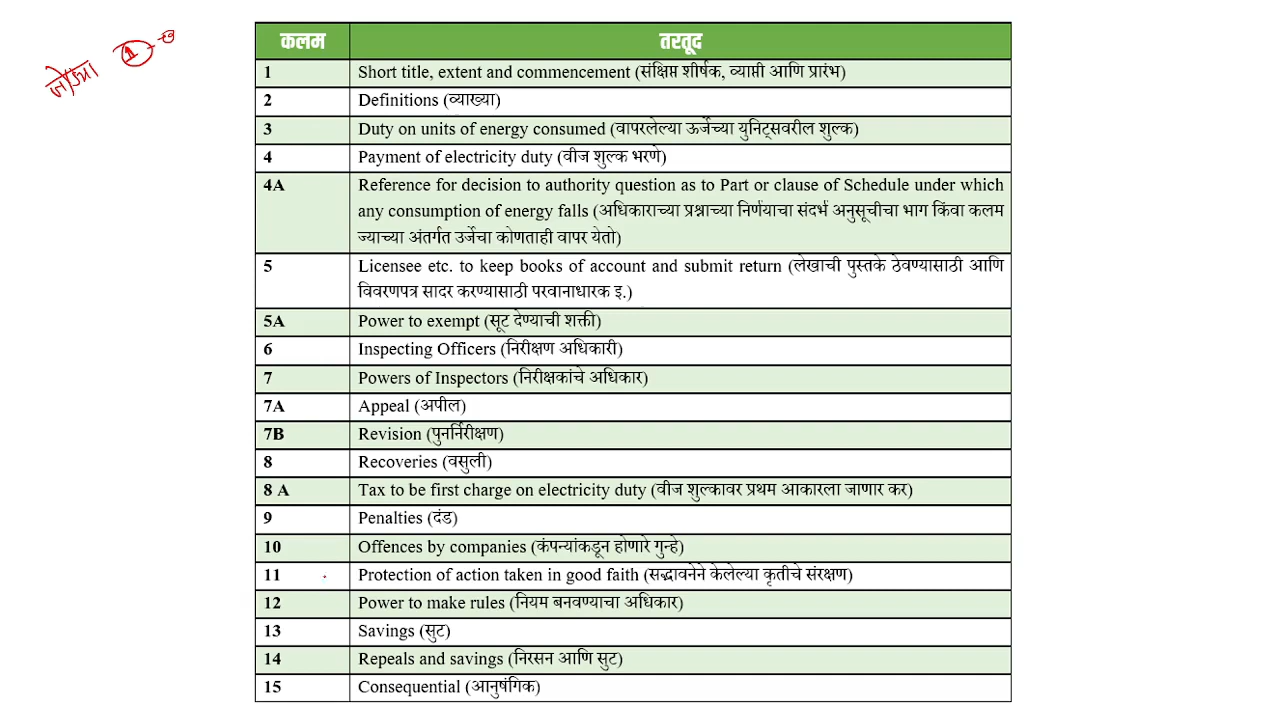 जोड्या 1
कलम तरतूद
1 Short title, extent and commencement (संक्षिप्त शीर्षक, व्याप्ती आणि प्रारंभ)
2 Definitions (व्याख्या)
3 Duty on units of energy consumed (वापरलेल्या ऊर्जेच्या युनिट्सवरील शुल्क)
4 Payment of electricity duty (वीज शुल्क भरणे)
4A Reference for decision to authority question as to Part or clause of Schedule under which
any consumption of energy falls (अधिकाराच्या प्रश्नाच्या निर्णयाचा संदर्भ अनुसूचीचा भाग किंवा कलम
ज्याच्या अंतर्गत उर्जेचा कोणताही वापर येतो)
5 Licensee etc. to keep books of account and submit return (लेखाची पुस्तके ठेवण्यासाठी आणि
विवरणपत्र सादर करण्यासाठी परवानाधारक इ.)
5A Power to exempt (सूट देण्याची शक्ती)
6 Inspecting Officers (निरीक्षण अधिकारी)
7 Powers of Inspectors (निरीक्षकांचे अधिकार)
7A Appeal (अपील)
7B Revision (पुनर्निरीक्षण)
8 Recoveries (वसुली)
8 A Tax to be first charge on electricity duty (वीज शुल्कावर प्रथम आकारला जाणार कर)
9 Penalties (दंड)
10 Offences by companies (कंपन्यांकडून होणारे गुन्हे)
11 Protection of action taken in good faith (सद्भावनेने केलेल्या कृतीचे संरक्षण)
12 Power to make rules (नियम बनवण्याचा अधिकार)
13 Savings (सुट)
14 Repeals and savings (निरसन आणि सुट)
15 Consequential (आनुषंगिक)